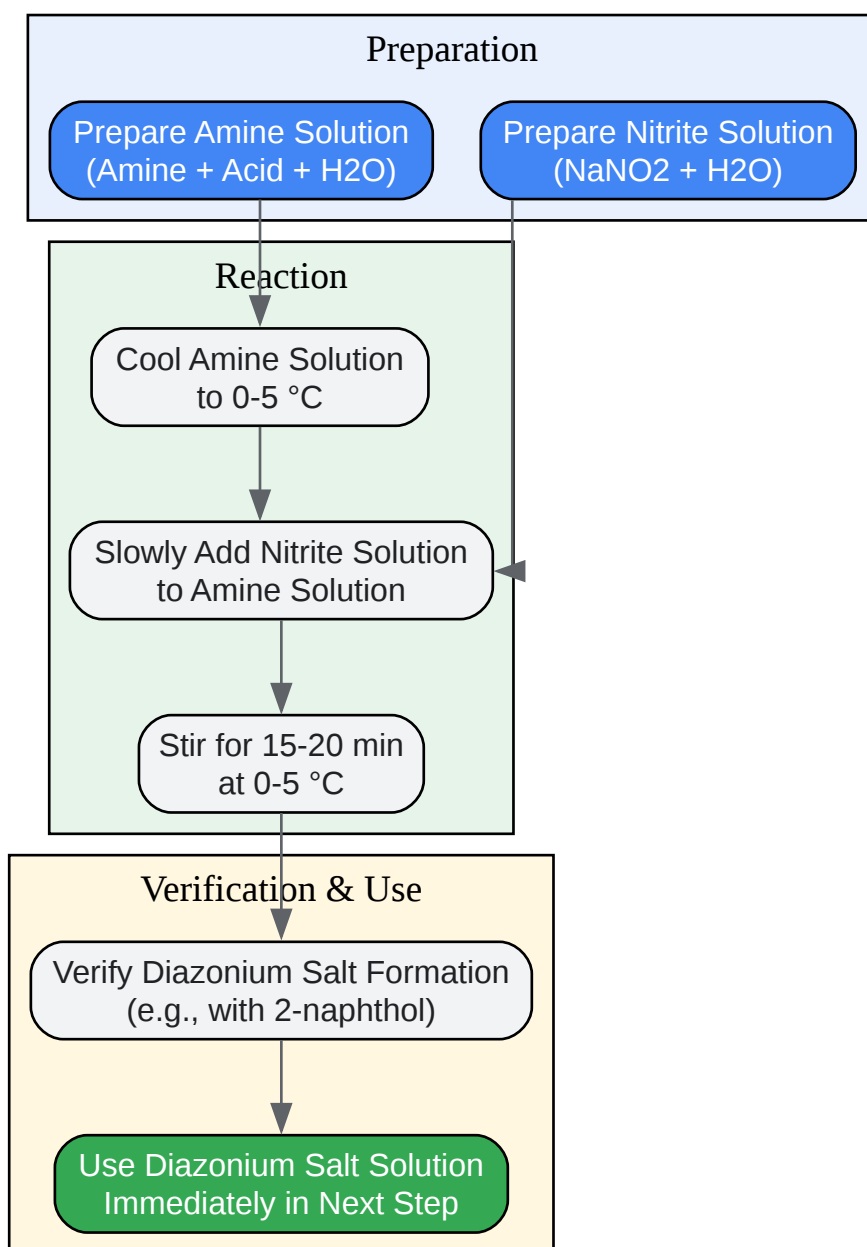 Preparation
Prepare Amine Solution
(Amine + Acid + H2O)
Prepare Nitrite Solution
(NaNO2 + H2O)
Reaction
Cool Amine Solution
to 0-5 °C
Slowly Add Nitrite Solution
to Amine Solution
Stir for 15-20 min
at 0-5 °C
Verification & Use
Verify Diazonium Salt Formation
(e.g., with 2-naphthol)
Use Diazonium Salt Solution
Immediately in Next Step